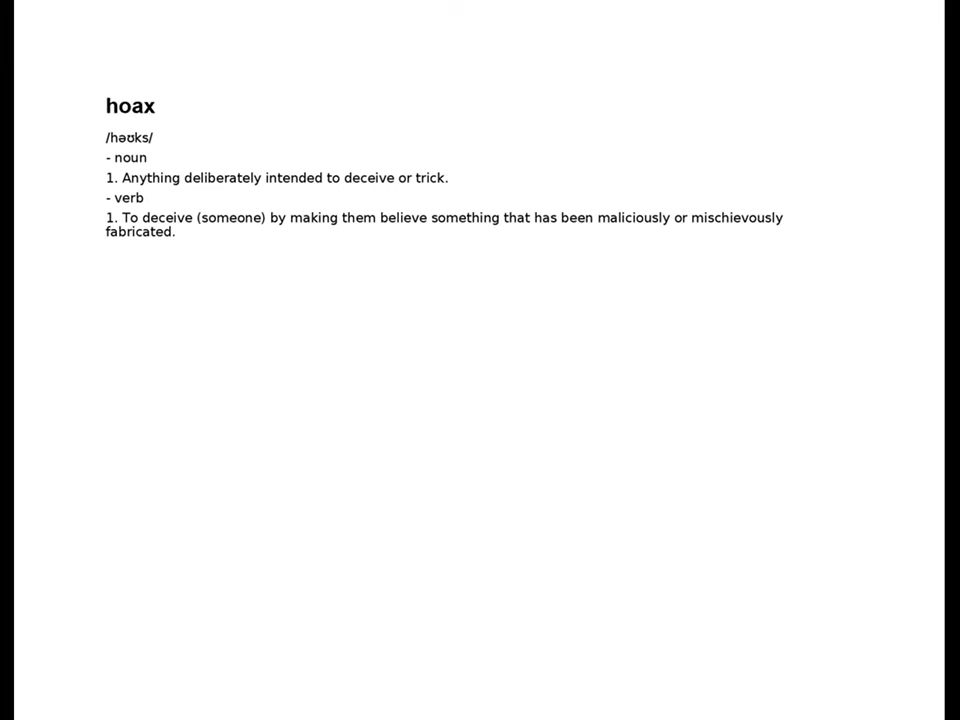 hoax
/həʊks/
- noun
1. Anything deliberately intended to deceive or trick.
- verb
1. To deceive (someone) by making them believe something that has been maliciously or mischievously
fabricated.